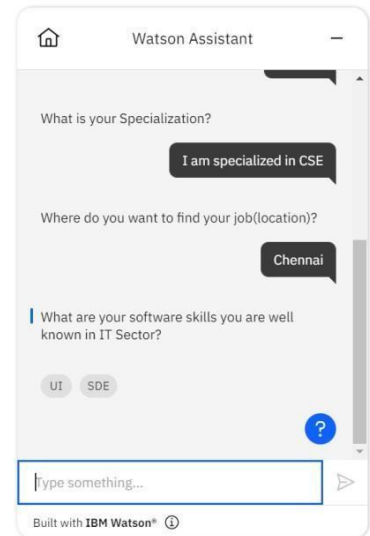 Watson Assistant
What is your Specialization?
I am specialized in CSE
Where do you want to find your job(location)?
Chennai
What are your software skills you are well
known in IT Sector?
UI SDE
?
Type something...
Built with IBM Watson®